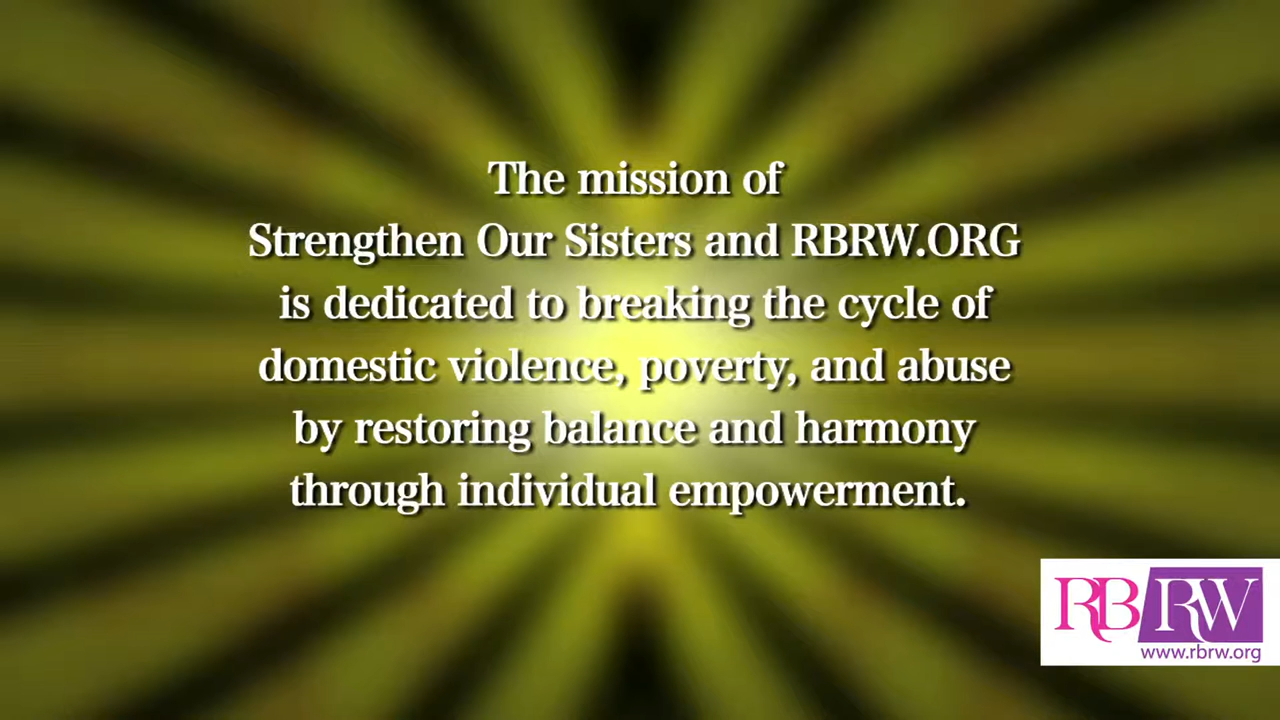 The mission of
Strengthen Our Sisters and RBRW.ORG
is dedicated to breaking the cycle of
domestic violence, poverty, and abuse
by restoring balance and harmony
through individual empowerment.
RBRW
www.rbrw.org